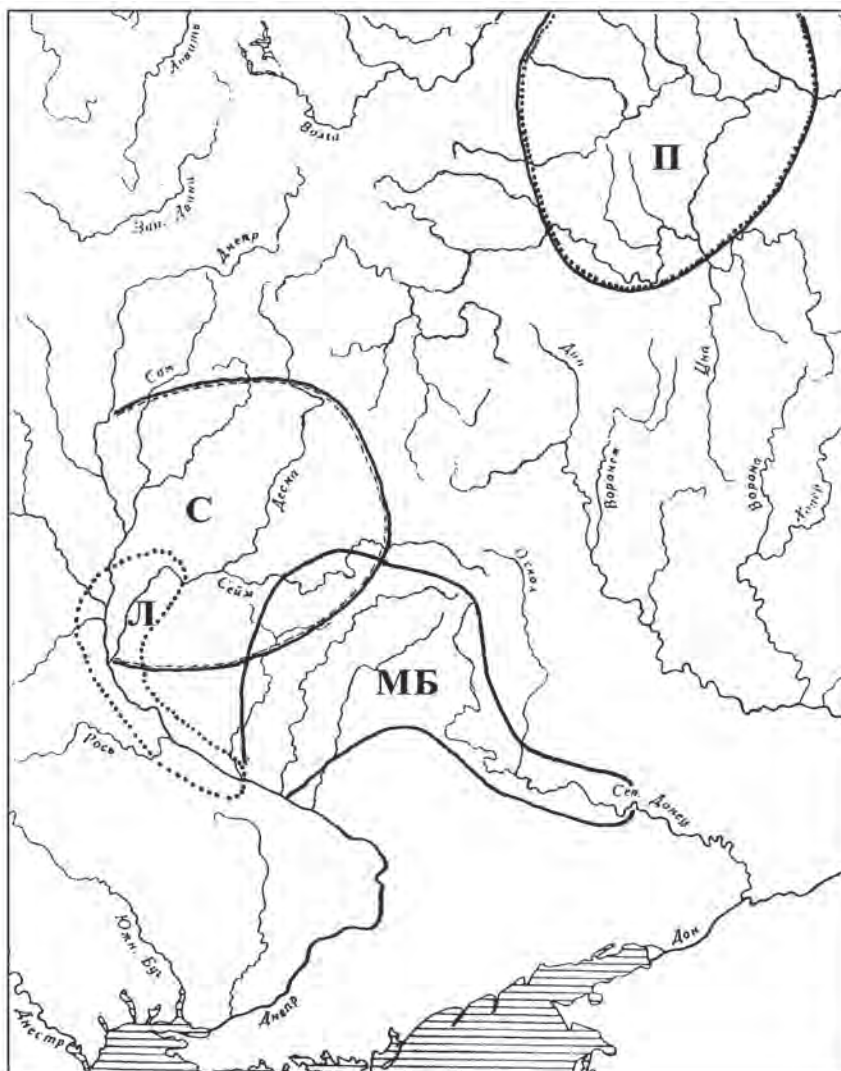 Ловать
Волга
П
Зап. Двина
Днепр
Сож
Дон
Цна
Воронеж
Ворона
Хопёр
Десна
С
Оскол
Сейм
Л
МБ
Рось
Сев. Донец
Южн. Буг
Дон
Днепр
Днестр